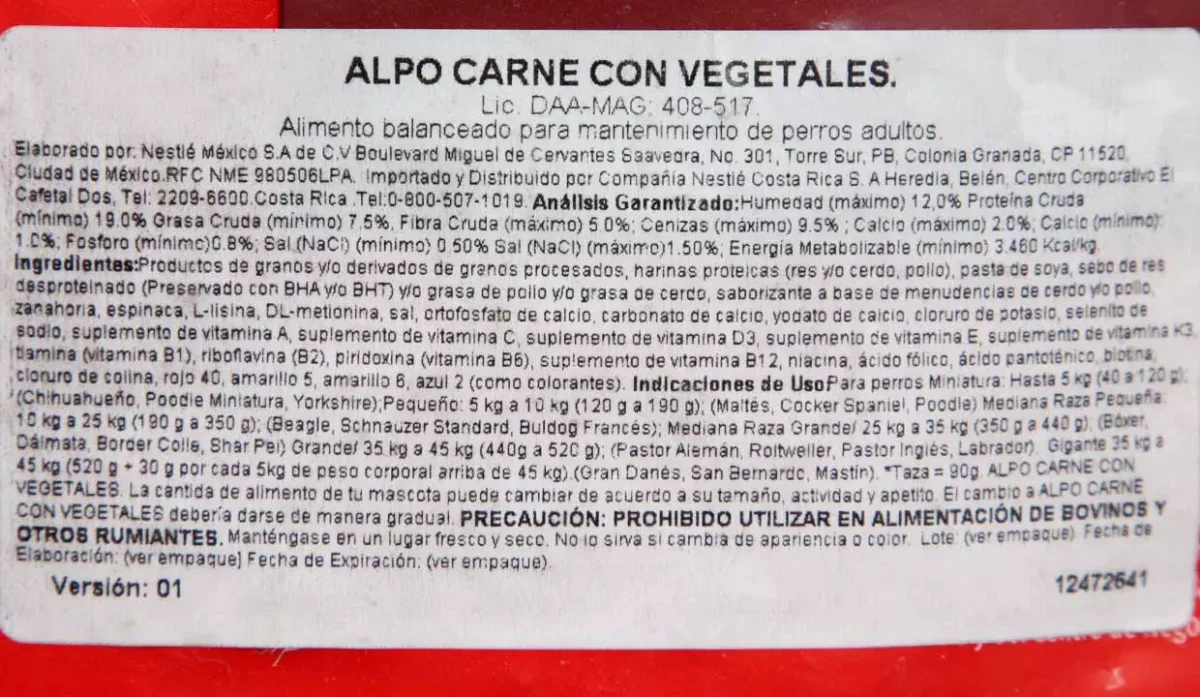 ALPO CARNE CON VEGETALES.
Lic. DAA-MAG: 408-517.
Alimento balanceado para mantenimiento de perros adultos.
Elaborado por: Nestlé México S.A de C.V Boulevard Miguel de Cervantes Saavedra, No. 301, Torre Sur, PB, Colonia Granada, CP 11520,
Ciudad de México.RFC NME 980506LPA. Importado y Distribuido por Compañía Nestlé Costa Rica S. A Heredia, Belén, Centro Corporativo El
Cafetal Dos, Tel: 2209-6600.Costa Rica .Tel:0-800-507-1019. Análisis Garantizado:Humedad (máximo) 12,0% Proteína Cruda
(mínimo) 19.0% Grasa Cruda (mínimo) 7.5%, Fibra Cruda (máximo) 5.0%; Cenizas (máximo) 9.5% ; Calcio (máximo) 2.0%; Calcio (mínimo)
1.0%; Fosforo (mínimo)0.8%; Sal (NaCl) (mínimo) 0.50% Sal (NaCl) (máximo)1.50%; Energía Metabolizable (mínimo) 3.460 Kcal/kg.
Ingredientes:Productos de granos y/o derivados de granos procesados, harinas proteicas (res y/o cerdo, pollo), pasta de soya, sebo de res
desproteinado (Preservado con BHA y/o BHT) y/o grasa de pollo y/o grasa de cerdo, saborizante a base de menudencias de cerdo y/o pollo,
zanahoria, espinaca, L-lisina, DL-metionina, sal, ortofosfato de calcio, carbonato de calcio, yodato de calcio, cloruro de potasio, selenito de
sodio, suplemento de vitamina A, suplemento de vitamina C, suplemento de vitamina D3, suplemento de vitamina E, suplemento de vitamina K3,
tiamina (vitamina B1), riboflavina (B2), piridoxina (vitamina B6), suplemento de vitamina B12, niacina, ácido fólico, ácido pantoténico, biotina,
cloruro de colina, rojo 40, amarillo 5, amarillo 6, azul 2 (como colorantes). Indicaciones de UsoPara perros Miniatura: Hasta 5 kg (40 a 120 g);
(Chihuahueño, Poodle Miniatura, Yorkshire);Pequeño: 5 kg a 10 kg (120 g a 190 g); (Maltés, Cocker Spaniel, Poodle) Mediana Raza Pequeña:
10 kg a 25 kg (190 g a 350 g); (Beagle, Schnauzer Standard, Buldog Francés); Mediana Raza Grande/ 25 kg a 35 kg (350 g a 440 g); (Bóxer,
Dálmata, Border Colle, Shar Pei) Grande/ 35 kg a 45 kg (440g a 520 g); (Pastor Alemán, Roitweller, Pastor Inglés, Labrador). Gigante 35 kg a
45 kg (520 g + 30 g por cada 5kg de peso corporal arriba de 45 kg).(Gran Danés, San Bernardo, Mastín). *Taza = 90g. ALPO CARNE CON
VEGETALES. La cantida de alimento de tu mascota puede cambiar de acuerdo a su tamaño, actividad y apetito. El cambio a ALPO CARNE
CON VEGETALES debería darse de manera gradual. PRECAUCIÓN: PROHIBIDO UTILIZAR EN ALIMENTACIÓN DE BOVINOS Y
OTROS RUMIANTES. Manténgase en un lugar fresco y seco. No lo sirva si cambia de apariencia o color. Lote: (ver empaque) Fecha de
Elaboración: (ver empaque) Fecha de Expiración: (ver empaque).
Versión: 01
12472641